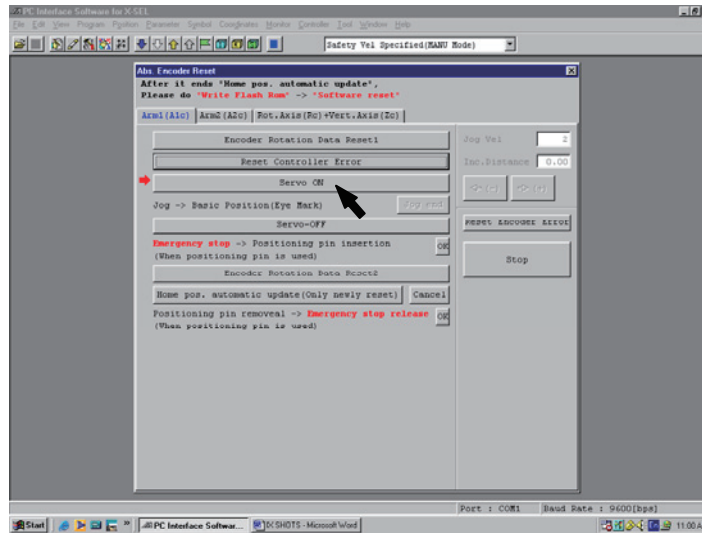 PC Interface Software for X-SEL
File Edit View Program Position Parameter Symbol Coordinates Monitor Controller Tool Window Help
Safety Vel Specified(MANU Mode)
Abs. Encoder Reset
After it ends "Home pos. automatic update",
Please do "Write Flash Rom" -> "Software reset"
Arm1(A1c) Arm2(A2c) Rot.Axis(Rc)+Vert.Axis(Zc)
Encoder Rotation Data Reset1
Jog Vel 2
Reset Controller Error
Inc.Distance 0.00
Servo ON
(-) (+)
Jog -> Basic Position(Eye Mark) Jog end
Servo-OFF
Reset Encoder Error
Emergency stop -> Positioning pin insertion OK
(When positioning pin is used)
Stop
Encoder Rotation Data Reset2
Home pos. automatic update(Only newly reset) Cancel
Positioning pin removeal -> Emergency stop release OK
(When positioning pin is used)
Port : COM1 Baud Rate : 9600[bps]
Start PC Interface Softwar... IX SHOTS - Microsoft Word 11:00 A